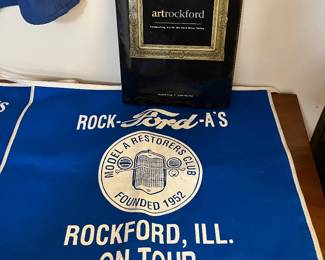 artrockford
ROCK-Ford-A'S
MODEL A RESTORERS CLUB
FOUNDED 1952
ROCKFORD, ILL.
ON TOUR